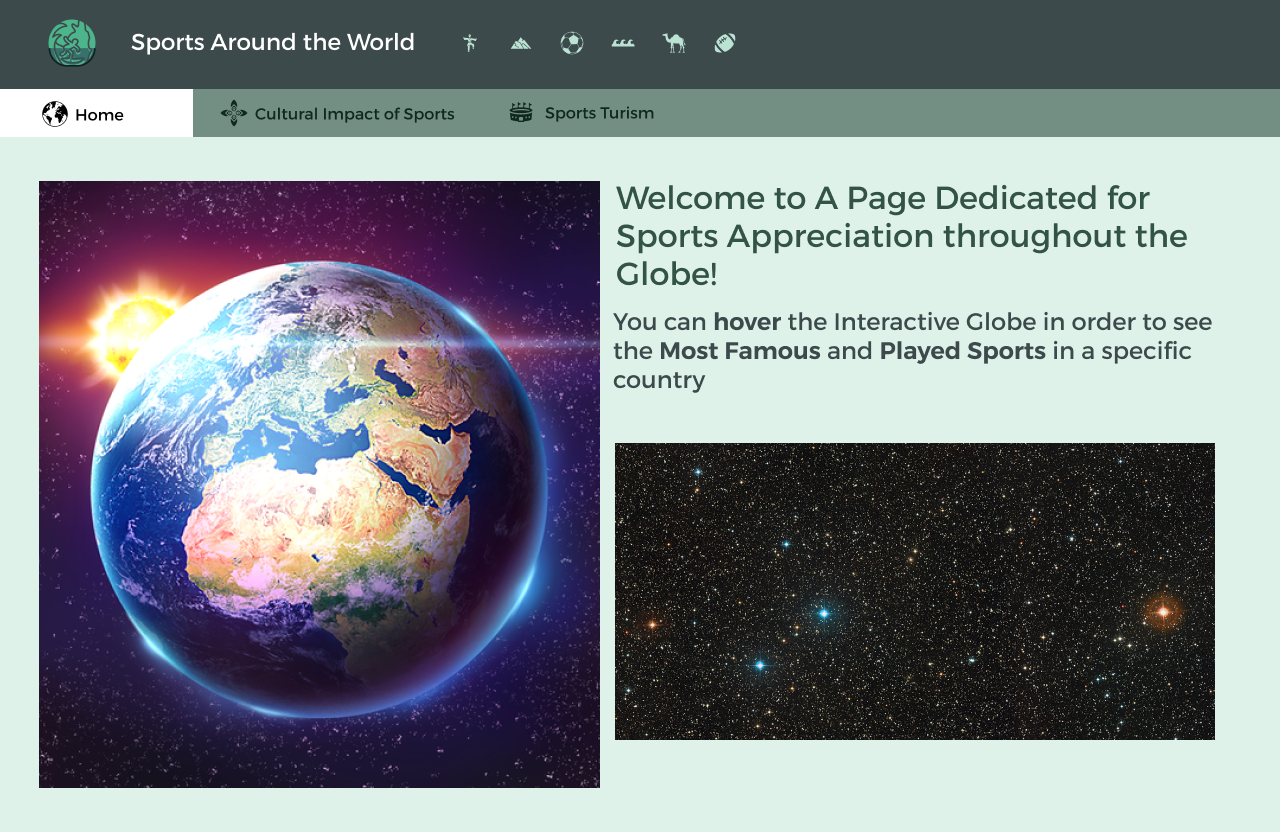 Sports Around the World
Home
Cultural Impact of Sports
Sports Turism
Welcome to A Page Dedicated for
Sports Appreciation throughout the
Globe!
You can hover the Interactive Globe in order to see
the Most Famous and Played Sports in a specific
country